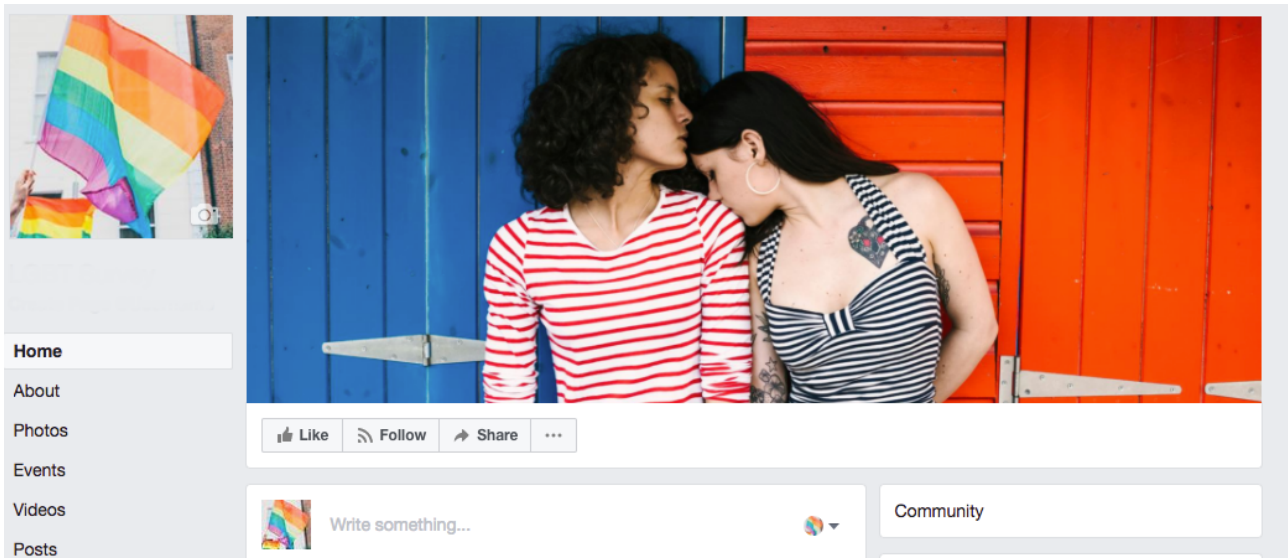 Home
About
Photos
Events
Videos
Posts
Like Follow Share
Write something...
Community